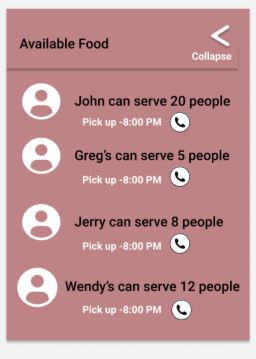 Available Food
Collapse
John can serve 20 people
Pick up -8:00 PM
Greg's can serve 5 people
Pick up -8:00 PM
Jerry can serve 8 people
Pick up -8:00 PM
Wendy's can serve 12 people
Pick up -8:00 PM